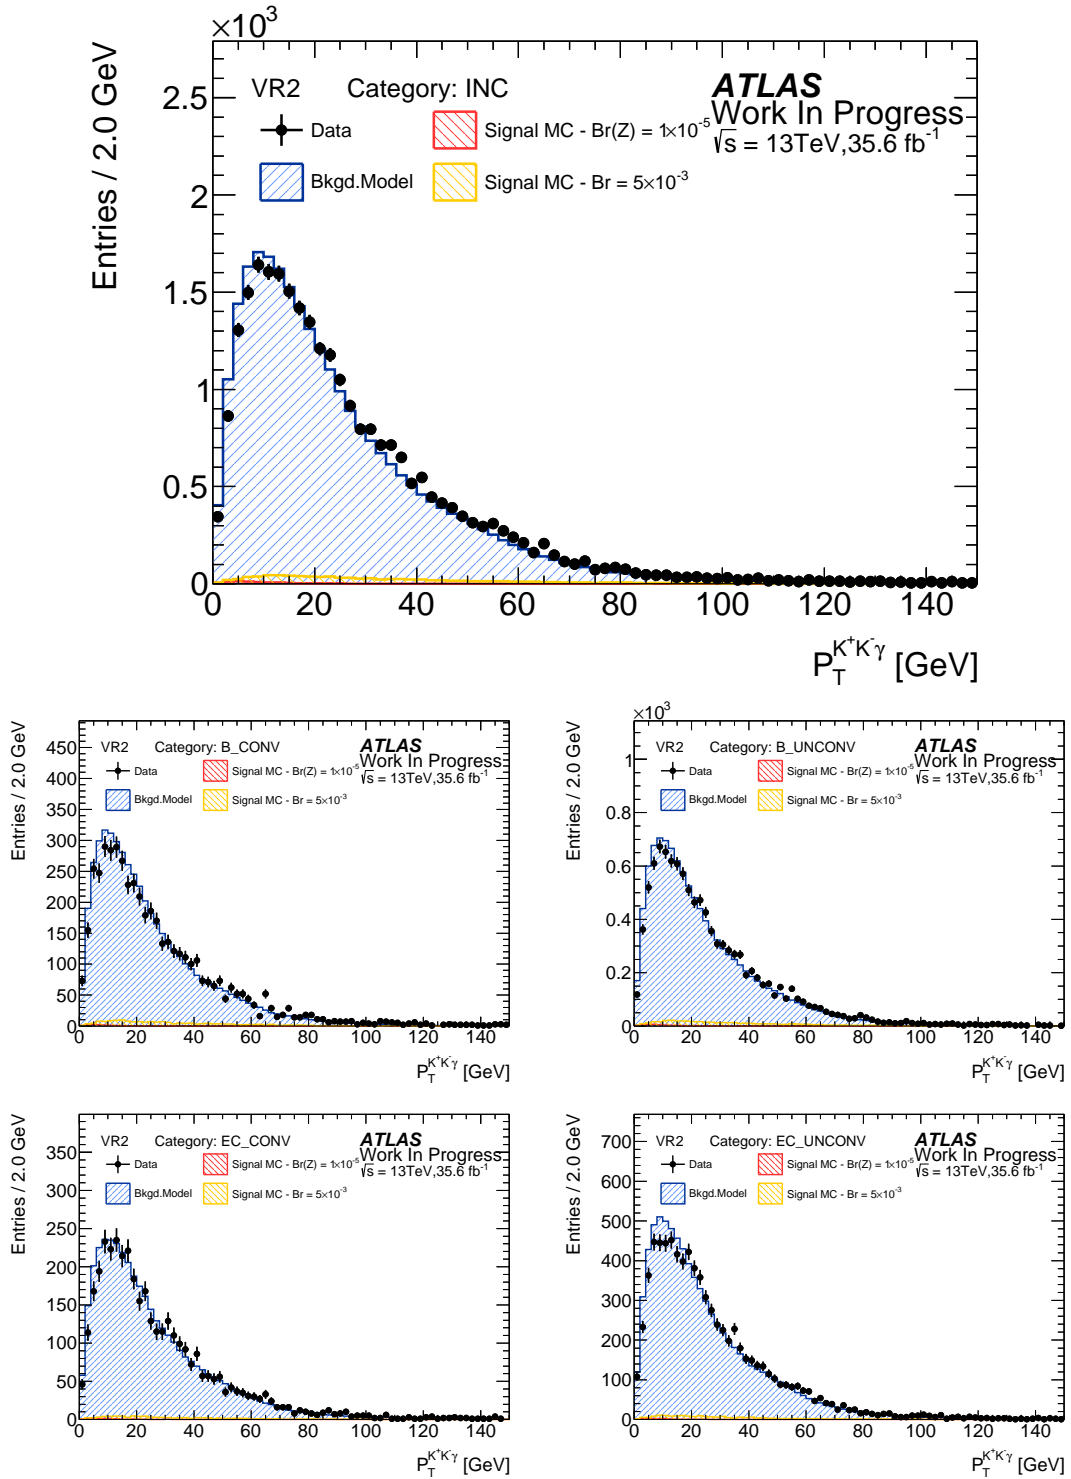 ×10³
Entries / 2.0 GeV
VR2 Category: INC
Data
Bkgd.Model
Signal MC - Br(Z) = 1×10⁻⁵
Signal MC - Br = 5×10⁻³
ATLAS
Work In Progress
√s = 13TeV,35.6 fb⁻¹
2.5
2
1.5
1
0.5
0
0 20 40 60 80 100 120 140
P_T^{K⁺K⁻γ} [GeV]
Entries / 2.0 GeV
VR2 Category: B_CONV
Data
Bkgd.Model
Signal MC - Br(Z) = 1×10⁻⁵
Signal MC - Br = 5×10⁻³
ATLAS
Work In Progress
√s = 13TeV,35.6 fb⁻¹
450
400
350
300
250
200
150
100
50
0
0 20 40 60 80 100 120 140
P_T^{K⁺K⁻γ} [GeV]
×10³
Entries / 2.0 GeV
VR2 Category: B_UNCONV
Data
Bkgd.Model
Signal MC - Br(Z) = 1×10⁻⁵
Signal MC - Br = 5×10⁻³
ATLAS
Work In Progress
√s = 13TeV,35.6 fb⁻¹
1
0.8
0.6
0.4
0.2
0
0 20 40 60 80 100 120 140
P_T^{K⁺K⁻γ} [GeV]
Entries / 2.0 GeV
VR2 Category: EC_CONV
Data
Bkgd.Model
Signal MC - Br(Z) = 1×10⁻⁵
Signal MC - Br = 5×10⁻³
ATLAS
Work In Progress
√s = 13TeV,35.6 fb⁻¹
350
300
250
200
150
100
50
0
0 20 40 60 80 100 120 140
P_T^{K⁺K⁻γ} [GeV]
Entries / 2.0 GeV
VR2 Category: EC_UNCONV
Data
Bkgd.Model
Signal MC - Br(Z) = 1×10⁻⁵
Signal MC - Br = 5×10⁻³
ATLAS
Work In Progress
√s = 13TeV,35.6 fb⁻¹
700
600
500
400
300
200
100
0
0 20 40 60 80 100 120 140
P_T^{K⁺K⁻γ} [GeV]